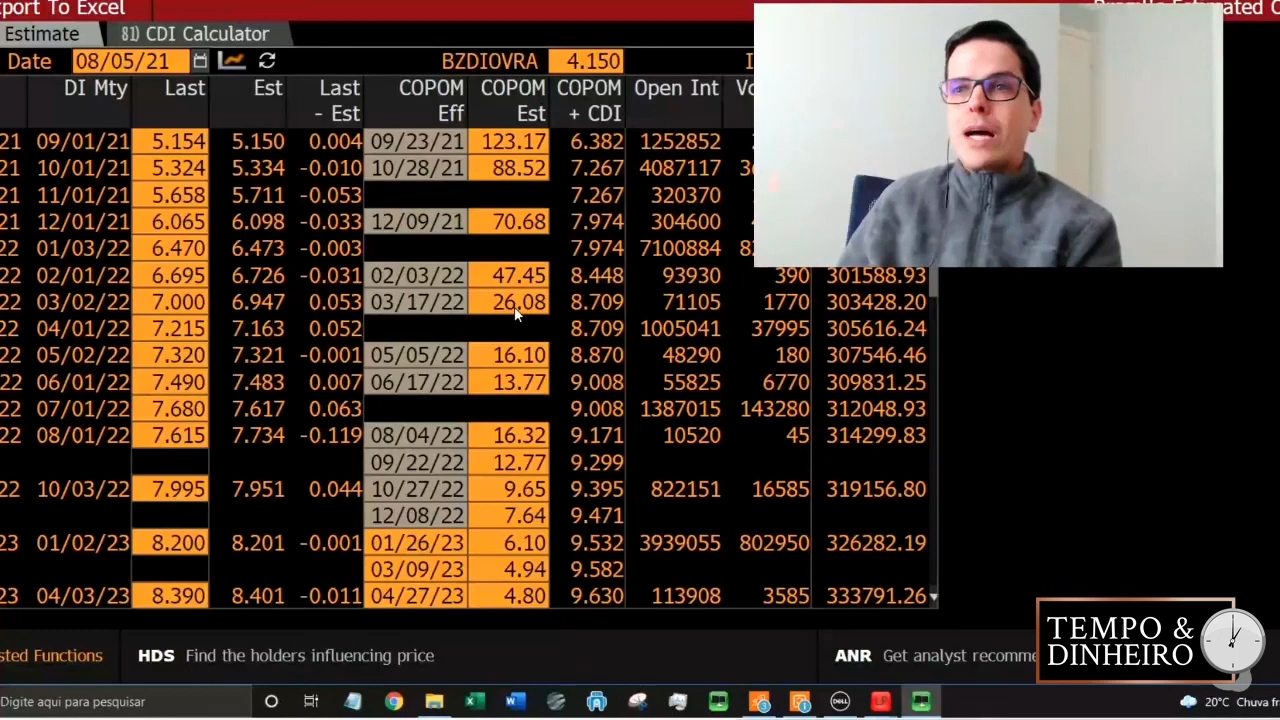 port To Excel
Estimate 81) CDI Calculator
Date 08/05/21 BZDIOVRA 4.150
DI Mty Last Est Last - Est COPOM Eff COPOM Est COPOM + CDI Open Int
21 09/01/21 5.154 5.150 0.004 09/23/21 123.17 6.382 1252852
21 10/01/21 5.324 5.334 -0.010 10/28/21 88.52 7.267 4087117
21 11/01/21 5.658 5.711 -0.053 7.267 320370
21 12/01/21 6.065 6.098 -0.033 12/09/21 70.68 7.974 304600
22 01/03/22 6.470 6.473 -0.003 7.974 7100884
22 02/01/22 6.695 6.726 -0.031 02/03/22 47.45 8.448 93930 390 301588.93
22 03/02/22 7.000 6.947 0.053 03/17/22 26.08 8.709 71105 1770 303428.20
22 04/01/22 7.215 7.163 0.052 8.709 1005041 37995 305616.24
22 05/02/22 7.320 7.321 -0.001 05/05/22 16.10 8.870 48290 180 307546.46
22 06/01/22 7.490 7.483 0.007 06/17/22 13.77 9.008 55825 6770 309831.25
22 07/01/22 7.680 7.617 0.063 9.008 1387015 143280 312048.93
22 08/01/22 7.615 7.734 -0.119 08/04/22 16.32 9.171 10520 45 314299.83
09/22/22 12.77 9.299
22 10/03/22 7.995 7.951 0.044 10/27/22 9.65 9.395 822151 16585 319156.80
12/08/22 7.64 9.471
23 01/02/23 8.200 8.201 -0.001 01/26/23 6.10 9.532 3939055 802950 326282.19
03/09/23 4.94 9.582
23 04/03/23 8.390 8.401 -0.011 04/27/23 4.80 9.630 113908 3585 333791.26
sted Functions HDS Find the holders influencing price ANR Get analyst recomme
TEMPO &
DINHEIRO
Digite aqui para pesquisar 20°C Chuva f